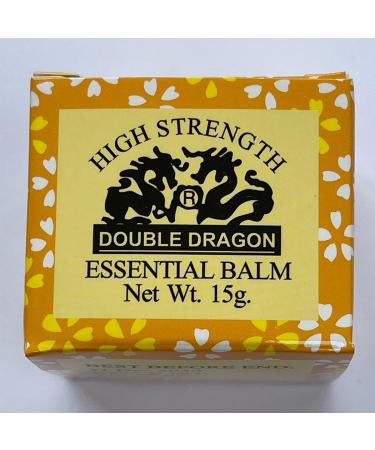 HIGH STRENGTH
®
DOUBLE DRAGON
ESSENTIAL BALM
Net Wt. 15g.
BEST BEFORE END: